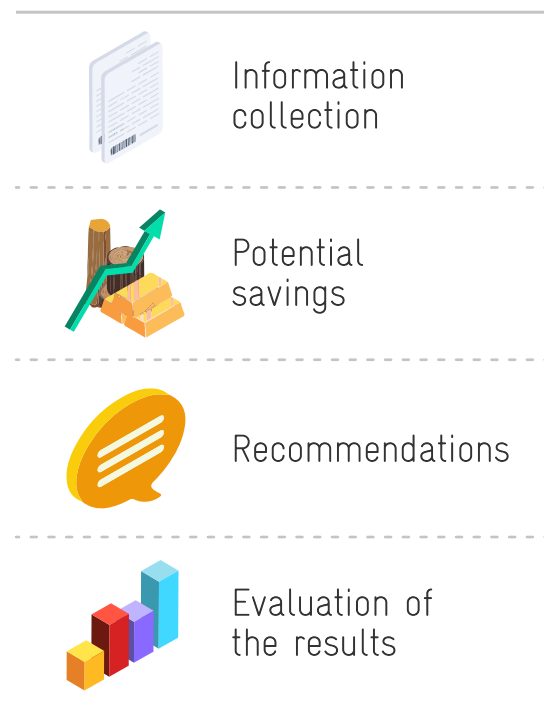 Information
collection
Potential
savings
Recommendations
Evaluation of
the results